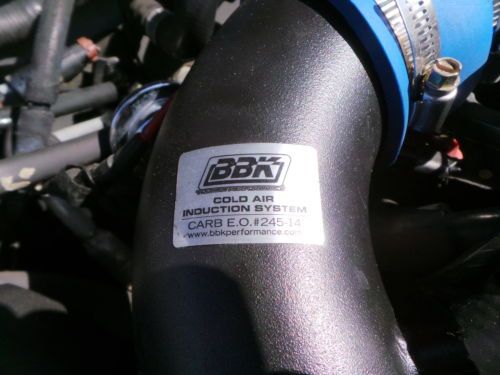 BBK
COLD AIR
INDUCTION SYSTEM
CARB E.O.#245-14
www.bbkperformance.com